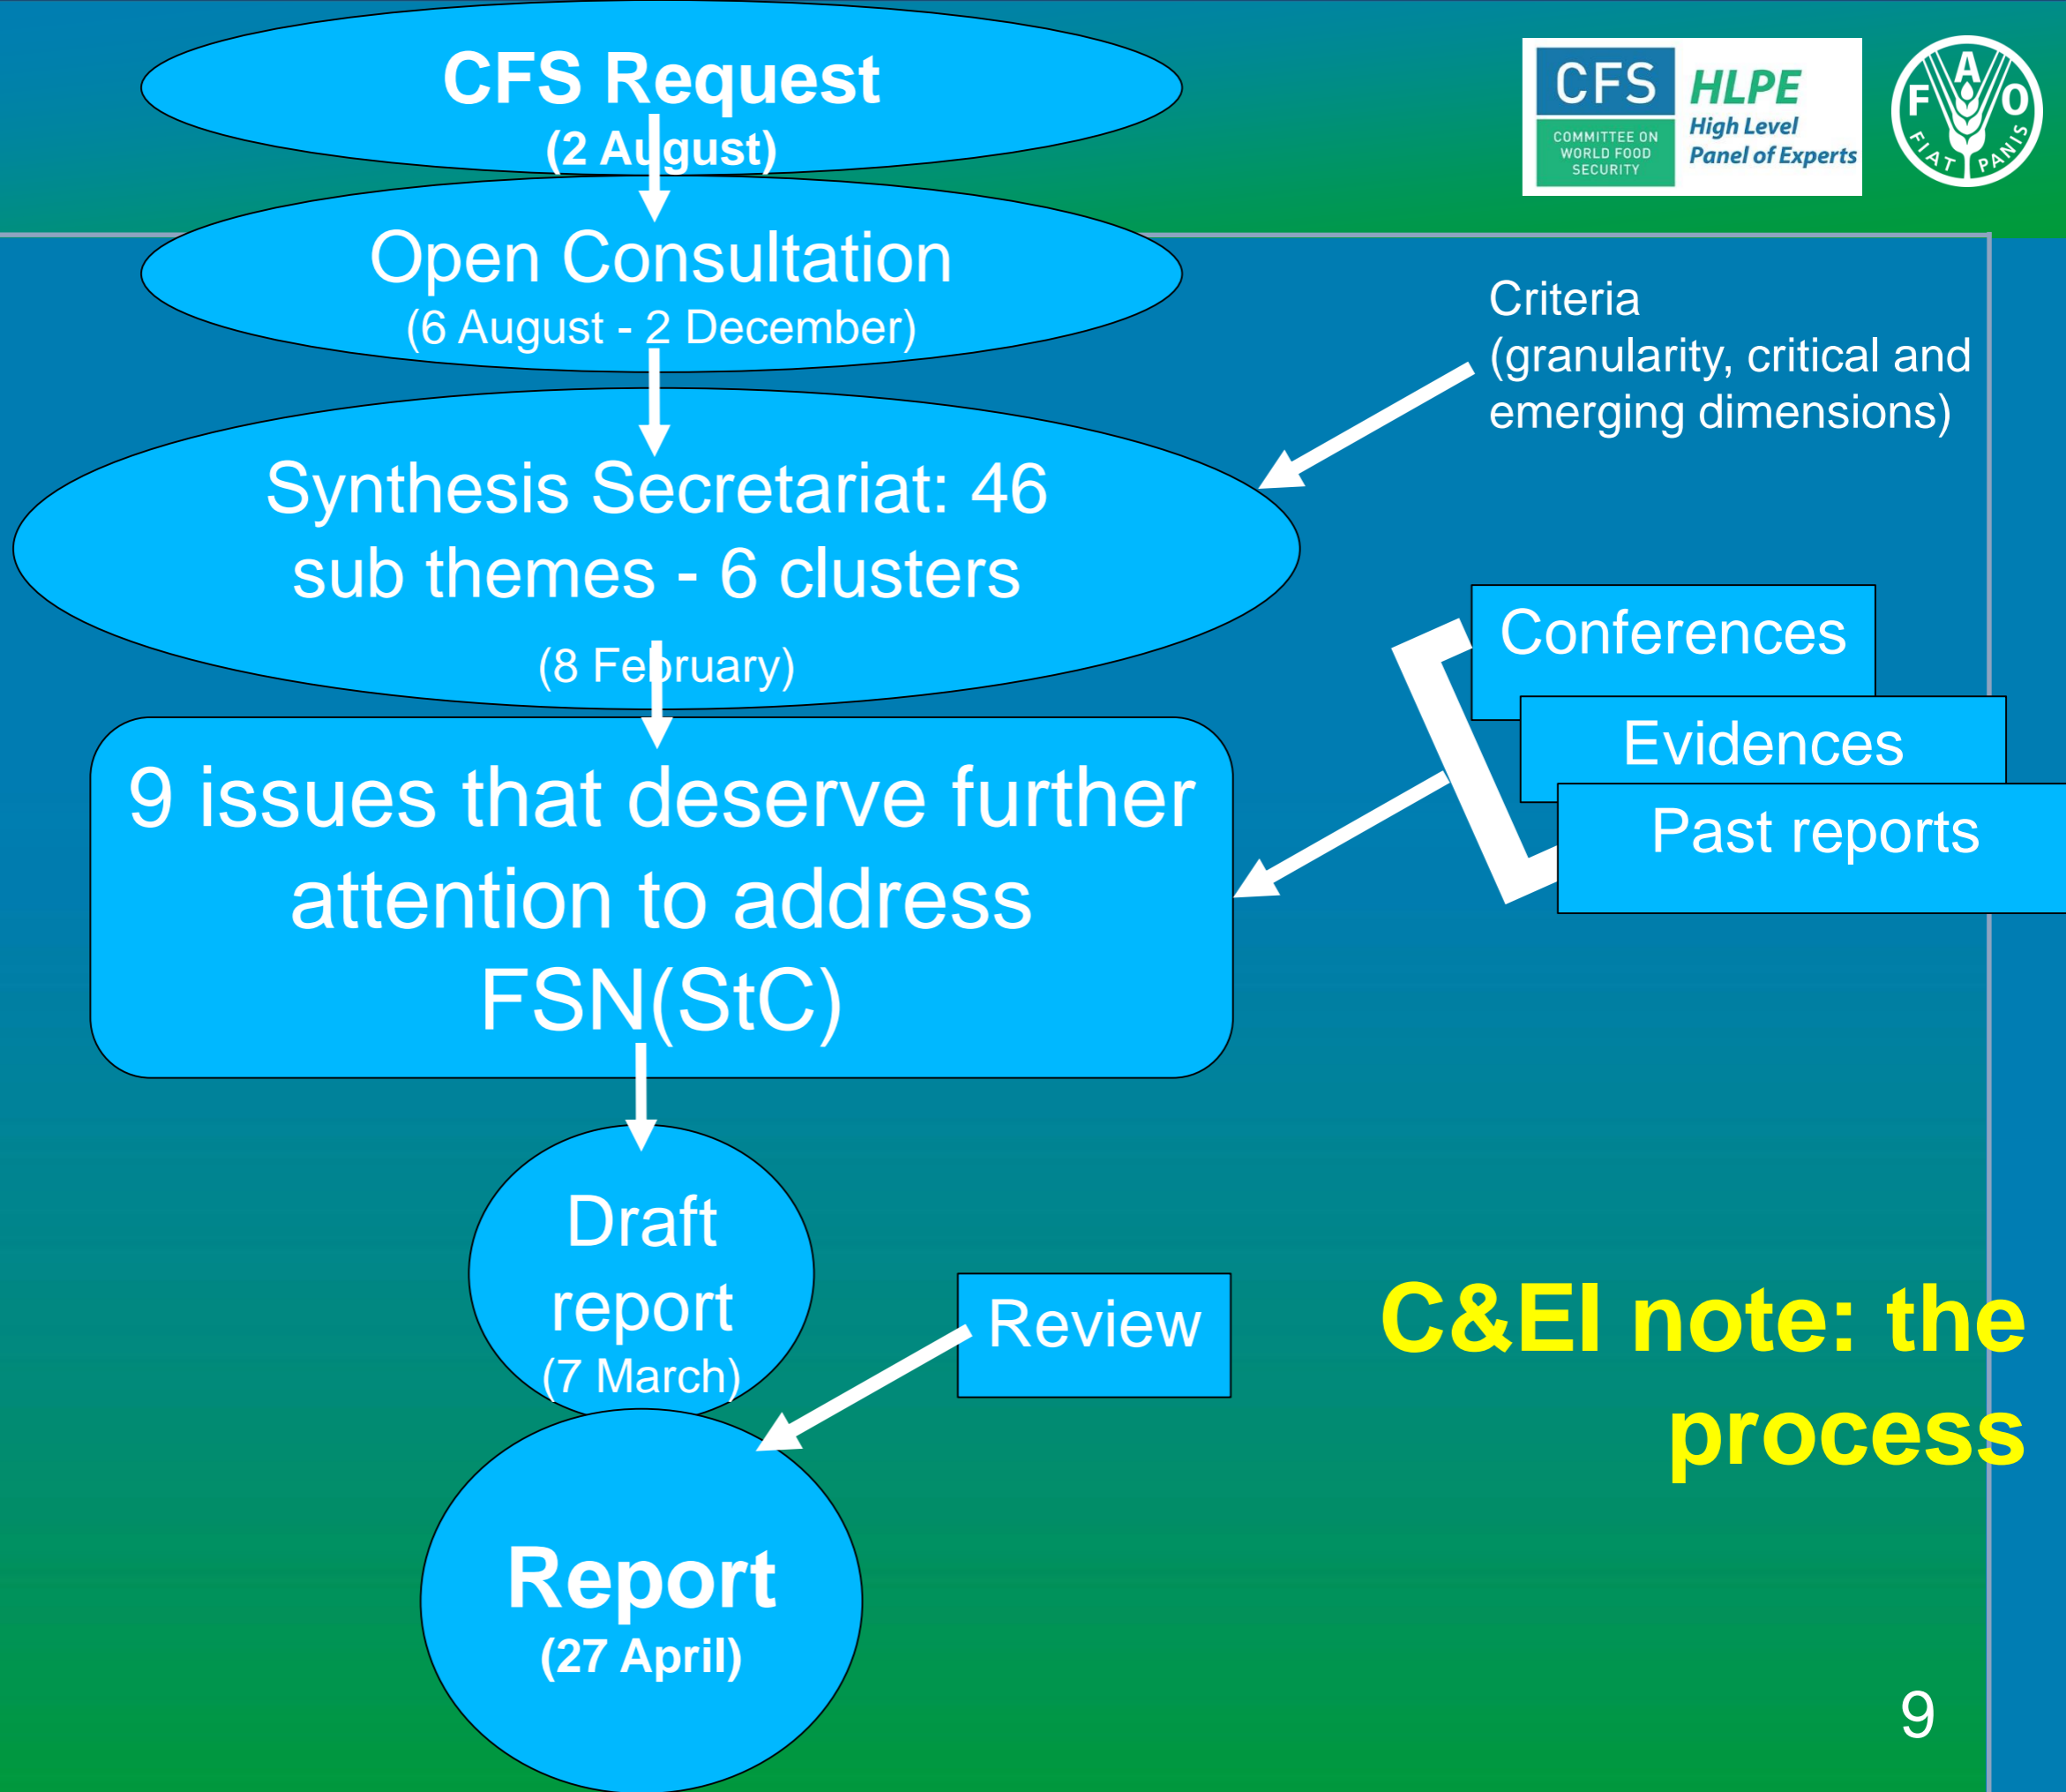 CFS Request
(2 August)
CFS
COMMITTEE ON
WORLD FOOD
SECURITY
HLPE
High Level
Panel of Experts
F A O
FIAT PANIS
Open Consultation
(6 August - 2 December)
Criteria
(granularity, critical and
emerging dimensions)
Synthesis Secretariat: 46
sub themes - 6 clusters
(8 February)
Conferences
Evidences
Past reports
9 issues that deserve further
attention to address
FSN(StC)
Draft
report
(7 March)
Review
C&EI note: the
process
Report
(27 April)
9